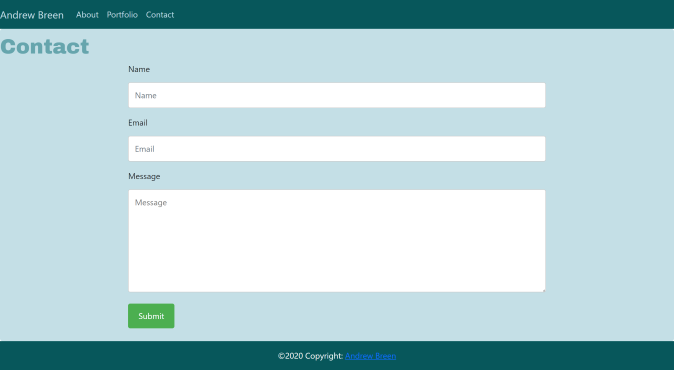 Andrew Breen About Portfolio Contact
Contact
Name
Name
Email
Email
Message
Message
Submit
©2020 Copyright: Andrew Breen